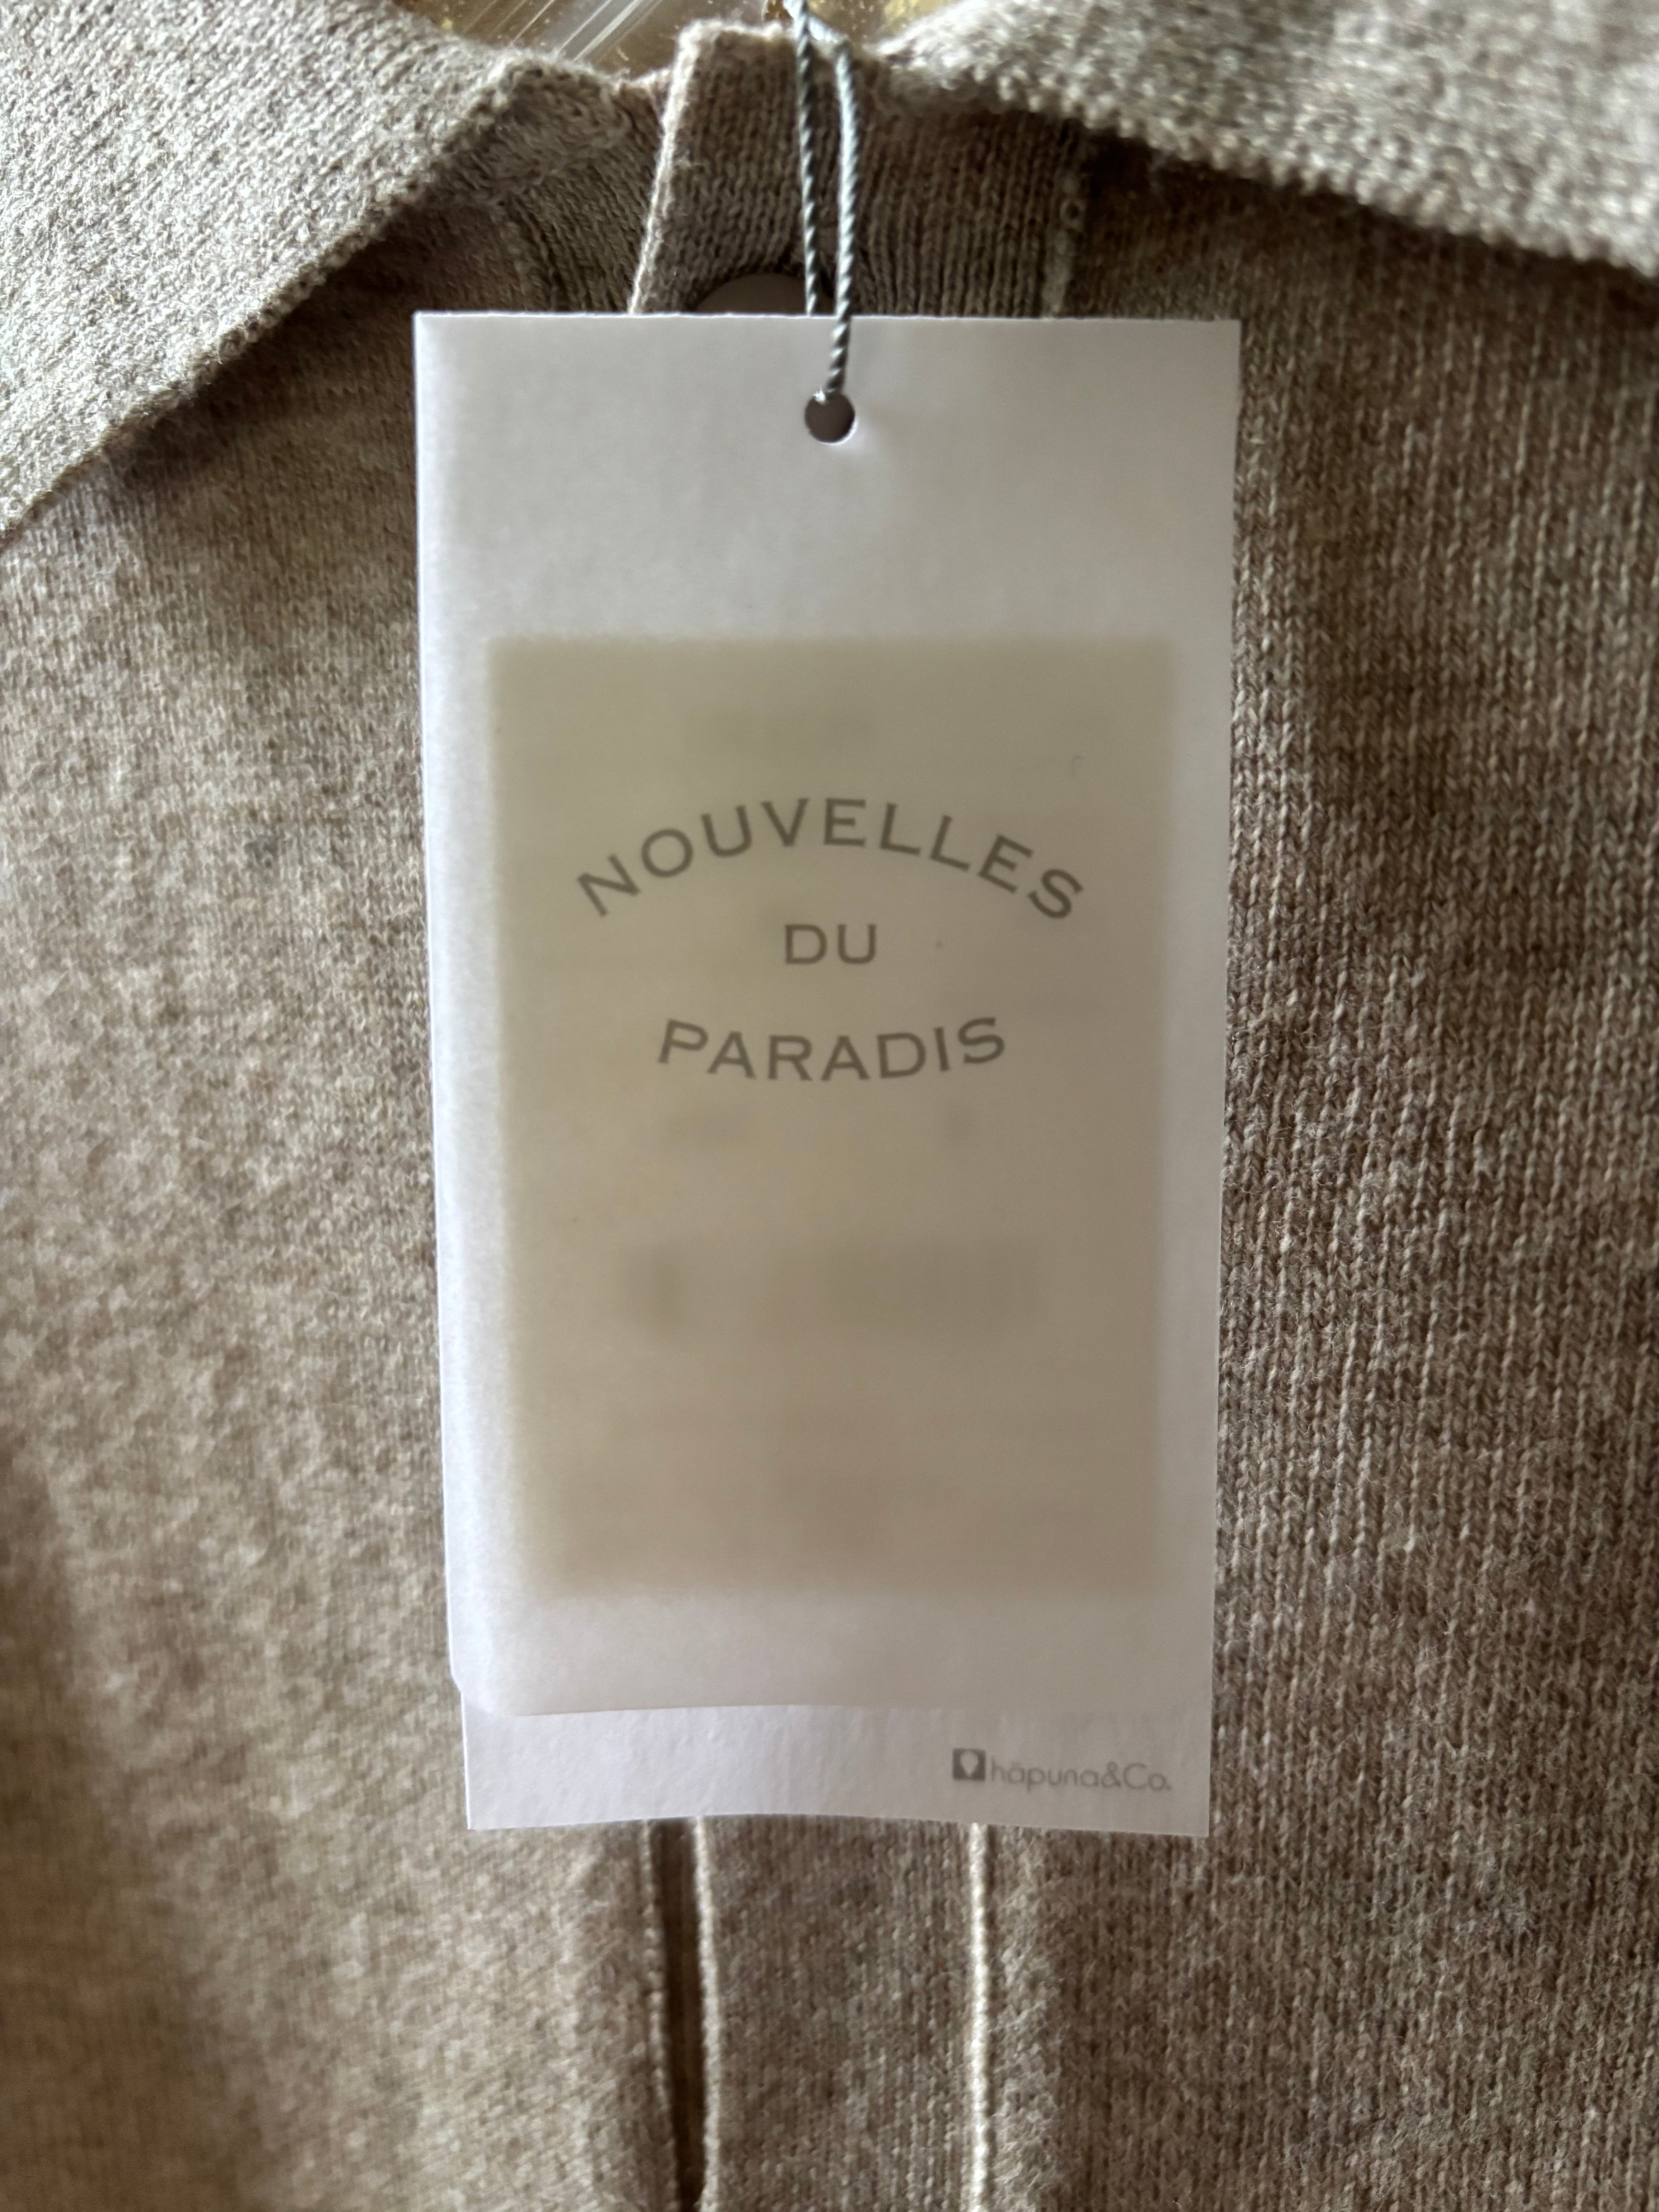 NOUVELLES
DU
PARADIS
hāpuna&Co.